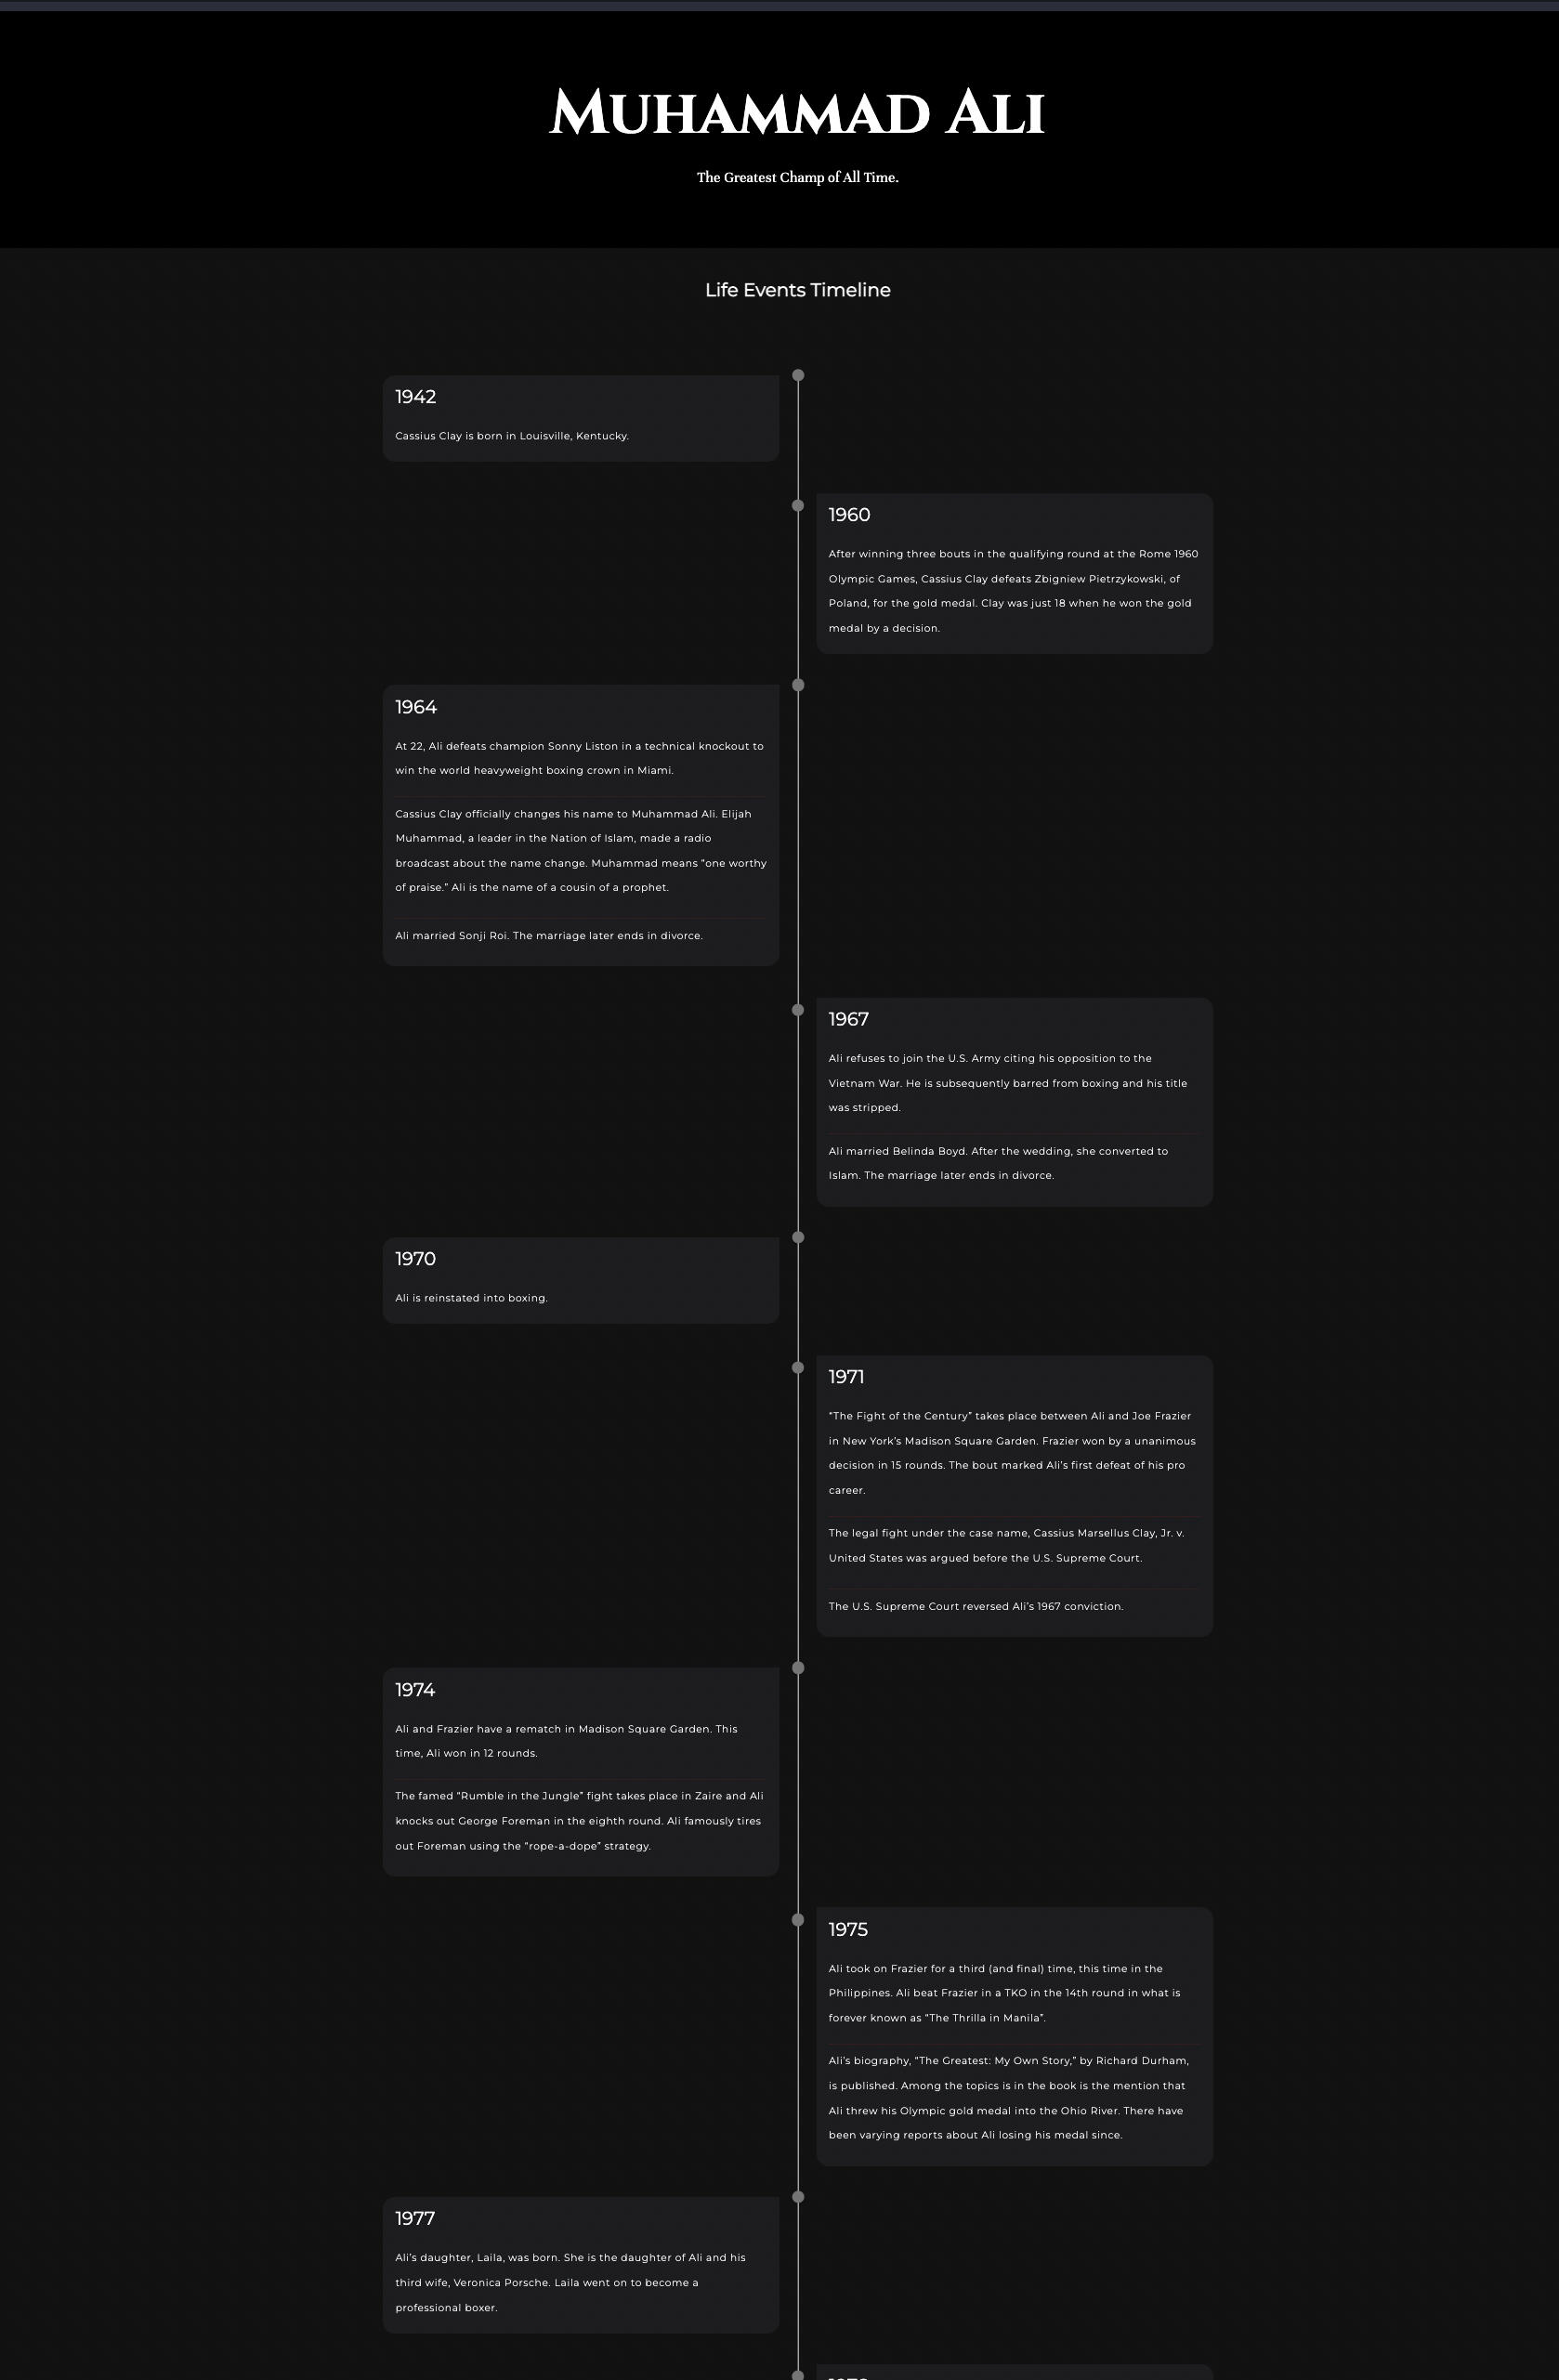 Muhammad Ali
The Greatest Champ of All Time.
Life Events Timeline
1942
Cassius Clay is born in Louisville, Kentucky.
1960
After winning three bouts in the qualifying round at the Rome 1960
Olympic Games, Cassius Clay defeats Zbigniew Pietrzykowski, of
Poland, for the gold medal. Clay was just 18 when he won the gold
medal by a decision.
1964
At 22, Ali defeats champion Sonny Liston in a technical knockout to
win the world heavyweight boxing crown in Miami.
Cassius Clay officially changes his name to Muhammad Ali. Elijah
Muhammad, a leader in the Nation of Islam, made a radio
broadcast about the name change. Muhammad means “one worthy
of praise.” Ali is the name of a cousin of a prophet.
Ali married Sonji Roi. The marriage later ends in divorce.
1967
Ali refuses to join the U.S. Army citing his opposition to the
Vietnam War. He is subsequently barred from boxing and his title
was stripped.
Ali married Belinda Boyd. After the wedding, she converted to
Islam. The marriage later ends in divorce.
1970
Ali is reinstated into boxing.
1971
“The Fight of the Century” takes place between Ali and Joe Frazier
in New York’s Madison Square Garden. Frazier won by a unanimous
decision in 15 rounds. The bout marked Ali’s first defeat of his pro
career.
The legal fight under the case name, Cassius Marsellus Clay, Jr. v.
United States was argued before the U.S. Supreme Court.
The U.S. Supreme Court reversed Ali’s 1967 conviction.
1974
Ali and Frazier have a rematch in Madison Square Garden. This
time, Ali won in 12 rounds.
The famed “Rumble in the Jungle” fight takes place in Zaire and Ali
knocks out George Foreman in the eighth round. Ali famously tires
out Foreman using the “rope-a-dope” strategy.
1975
Ali took on Frazier for a third (and final) time, this time in the
Philippines. Ali beat Frazier in a TKO in the 14th round in what is
forever known as “The Thrilla in Manila”.
Ali’s biography, “The Greatest: My Own Story,” by Richard Durham,
is published. Among the topics is in the book is the mention that
Ali threw his Olympic gold medal into the Ohio River. There have
been varying reports about Ali losing his medal since.
1977
Ali’s daughter, Laila, was born. She is the daughter of Ali and his
third wife, Veronica Porsche. Laila went on to become a
professional boxer.